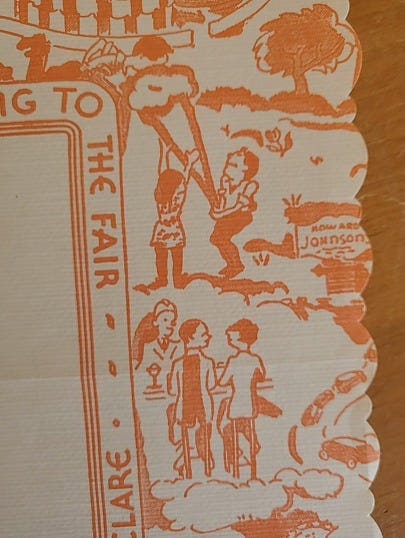 NG TO
THE FAIR
CLARE
HOWARD
JOHNSON